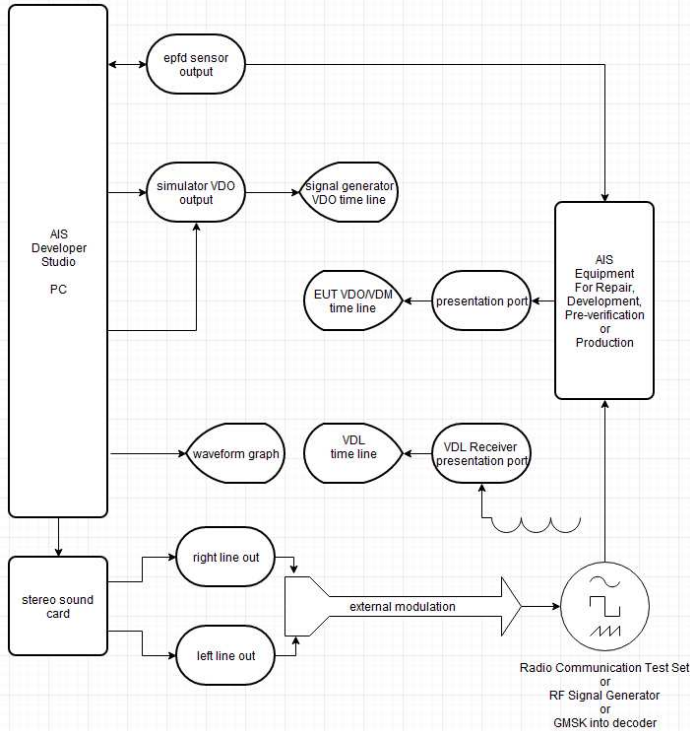 epfd sensor
output
simulator VDO
output
signal generator
VDO time line
AIS
Developer
Studio
PC
AIS
Equipment
For Repair,
Development,
Pre-verification
or
Production
EUT VDO/VDM
time line
presentation port
waveform graph
VDL
time line
VDL Receiver
presentation port
right line out
stereo sound
card
external modulation
left line out
Radio Communication Test Set
or
RF Signal Generator
or
GMSK into decoder